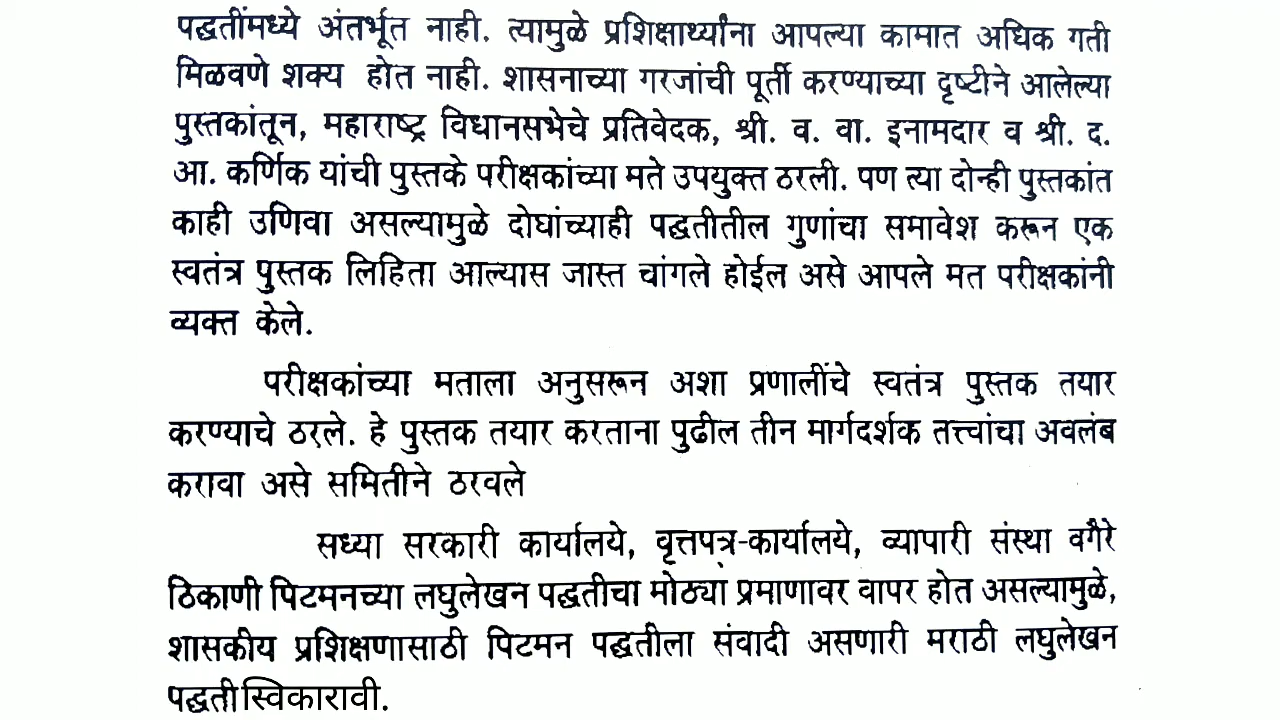 पद्धतींमध्ये अंतर्भूत नाही. त्यामुळे प्रशिक्षार्थ्यांना आपल्या कामात अधिक गती
मिळवणे शक्य होत नाही. शासनाच्या गरजांची पूर्ती करण्याच्या दृष्टीने आलेल्या
पुस्तकांतून, महाराष्ट्र विधानसभेचे प्रतिवेदक, श्री. व. वा. इनामदार व श्री. द.
आ. कर्णिक यांची पुस्तके परीक्षकांच्या मते उपयुक्त ठरली. पण त्या दोन्ही पुस्तकांत
काही उणिवा असल्यामुळे दोघांच्याही पद्धतीतील गुणांचा समावेश करून एक
स्वतंत्र पुस्तक लिहिता आल्यास जास्त चांगले होईल असे आपले मत परीक्षकांनी
व्यक्त केले.
परीक्षकांच्या मताला अनुसरून अशा प्रणालींचे स्वतंत्र पुस्तक तयार
करण्याचे ठरले. हे पुस्तक तयार करताना पुढील तीन मार्गदर्शक तत्त्वांचा अवलंब
करावा असे समितीने ठरवले
सध्या सरकारी कार्यालये, वृत्तपत्र-कार्यालये, व्यापारी संस्था वगैरे
ठिकाणी पिटमनच्या लघुलेखन पद्धतीचा मोठ्या प्रमाणावर वापर होत असल्यामुळे,
शासकीय प्रशिक्षणासाठी पिटमन पद्धतीला संवादी असणारी मराठी लघुलेखन
पद्धती स्विकारावी.